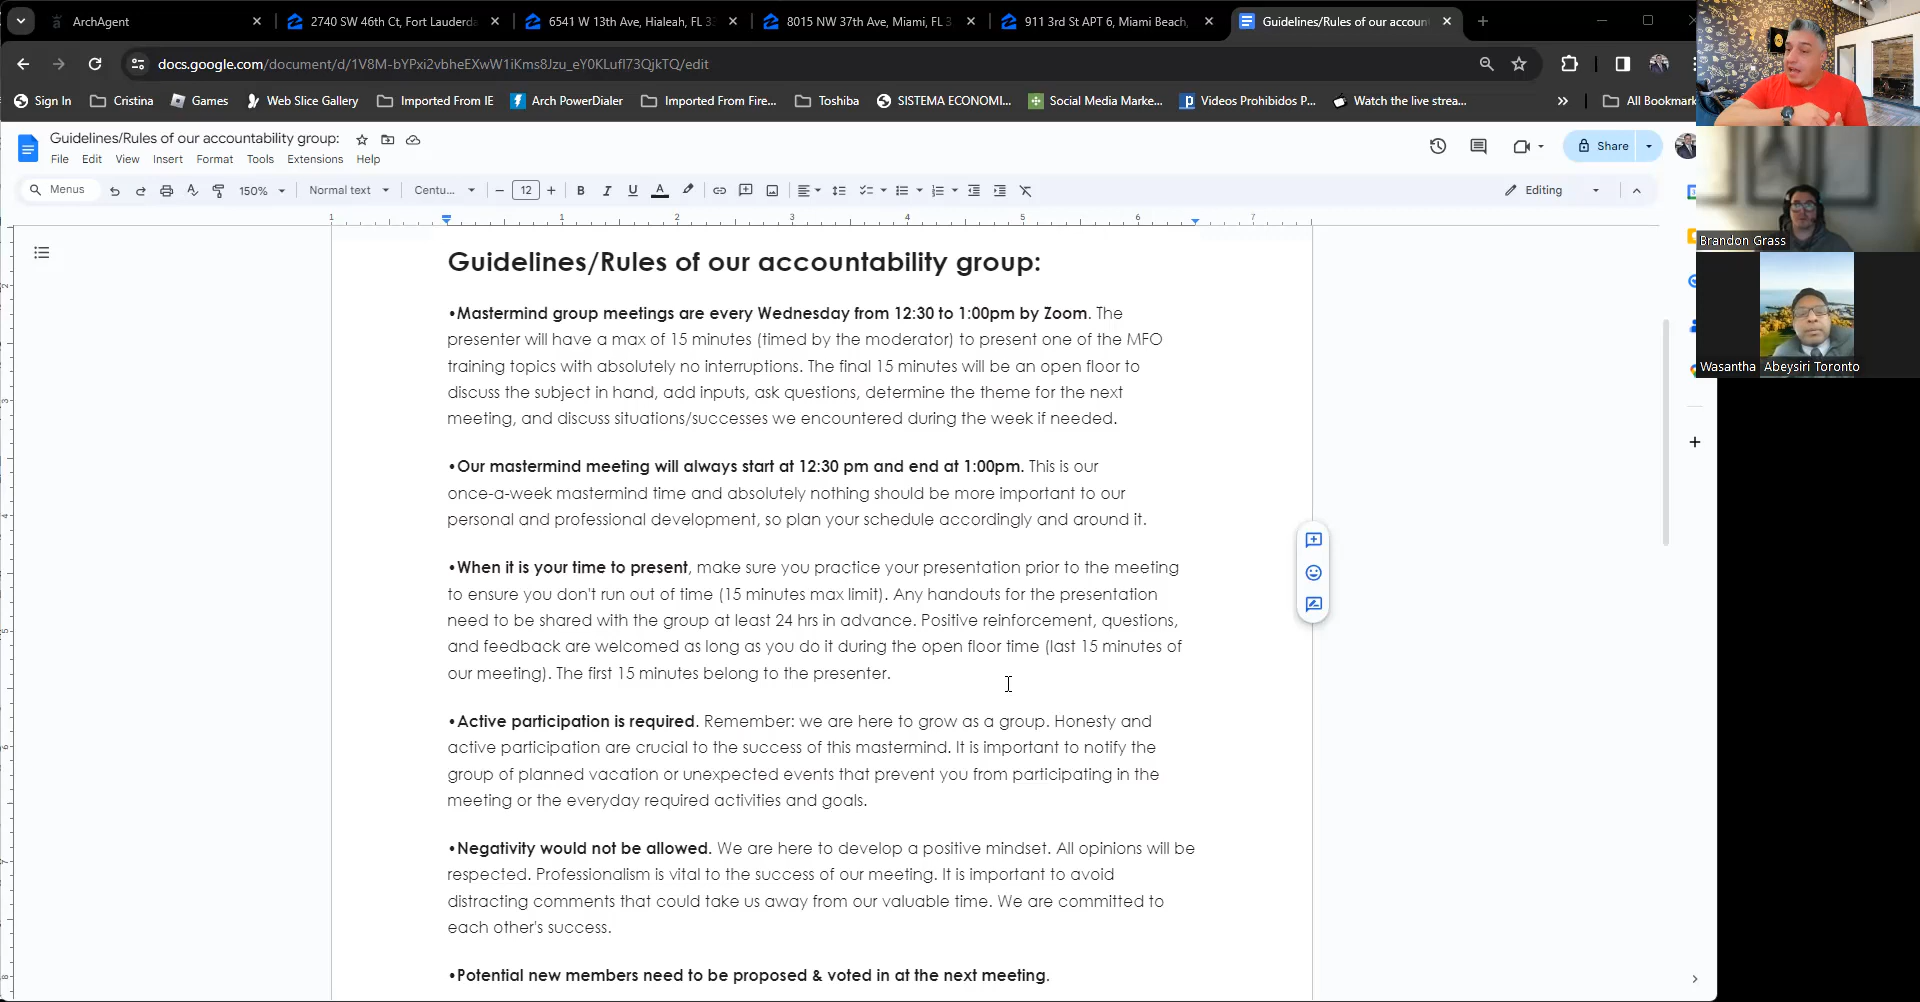 ArchAgent
2740 SW 46th Ct, Fort Lauderda
6541 W 13th Ave, Hialeah, FL 3
8015 NW 37th Ave, Miami, FL 3
911 3rd St APT 6, Miami Beach,
Guidelines/Rules of our accoun
docs.google.com/document/d/1V8M-bYPxi2vbheEXwW1iKms8Jzu_eY0KLufI73QjkTQ/edit
Sign In
Cristina
Games
Web Slice Gallery
Imported From IE
Arch PowerDialer
Imported From Fire...
Toshiba
SISTEMA ECONOMI...
Social Media Marke...
Videos Prohibidos P...
Watch the live strea...
All Bookmark
Guidelines/Rules of our accountability group:
File Edit View Insert Format Tools Extensions Help
Share
Menus
150%
Normal text
Centu...
12
Editing
1 1 2 3 4 5 6 7
Guidelines/Rules of our accountability group:
•Mastermind group meetings are every Wednesday from 12:30 to 1:00pm by Zoom. The
presenter will have a max of 15 minutes (timed by the moderator) to present one of the MFO
training topics with absolutely no interruptions. The final 15 minutes will be an open floor to
discuss the subject in hand, add inputs, ask questions, determine the theme for the next
meeting, and discuss situations/successes we encountered during the week if needed.
•Our mastermind meeting will always start at 12:30 pm and end at 1:00pm. This is our
once-a-week mastermind time and absolutely nothing should be more important to our
personal and professional development, so plan your schedule accordingly and around it.
•When it is your time to present, make sure you practice your presentation prior to the meeting
to ensure you don't run out of time (15 minutes max limit). Any handouts for the presentation
need to be shared with the group at least 24 hrs in advance. Positive reinforcement, questions,
and feedback are welcomed as long as you do it during the open floor time (last 15 minutes of
our meeting). The first 15 minutes belong to the presenter.
•Active participation is required. Remember: we are here to grow as a group. Honesty and
active participation are crucial to the success of this mastermind. It is important to notify the
group of planned vacation or unexpected events that prevent you from participating in the
meeting or the everyday required activities and goals.
•Negativity would not be allowed. We are here to develop a positive mindset. All opinions will be
respected. Professionalism is vital to the success of our meeting. It is important to avoid
distracting comments that could take us away from our valuable time. We are committed to
each other's success.
•Potential new members need to be proposed & voted in at the next meeting.
Brandon Grass
Wasantha Abeysiri Toronto